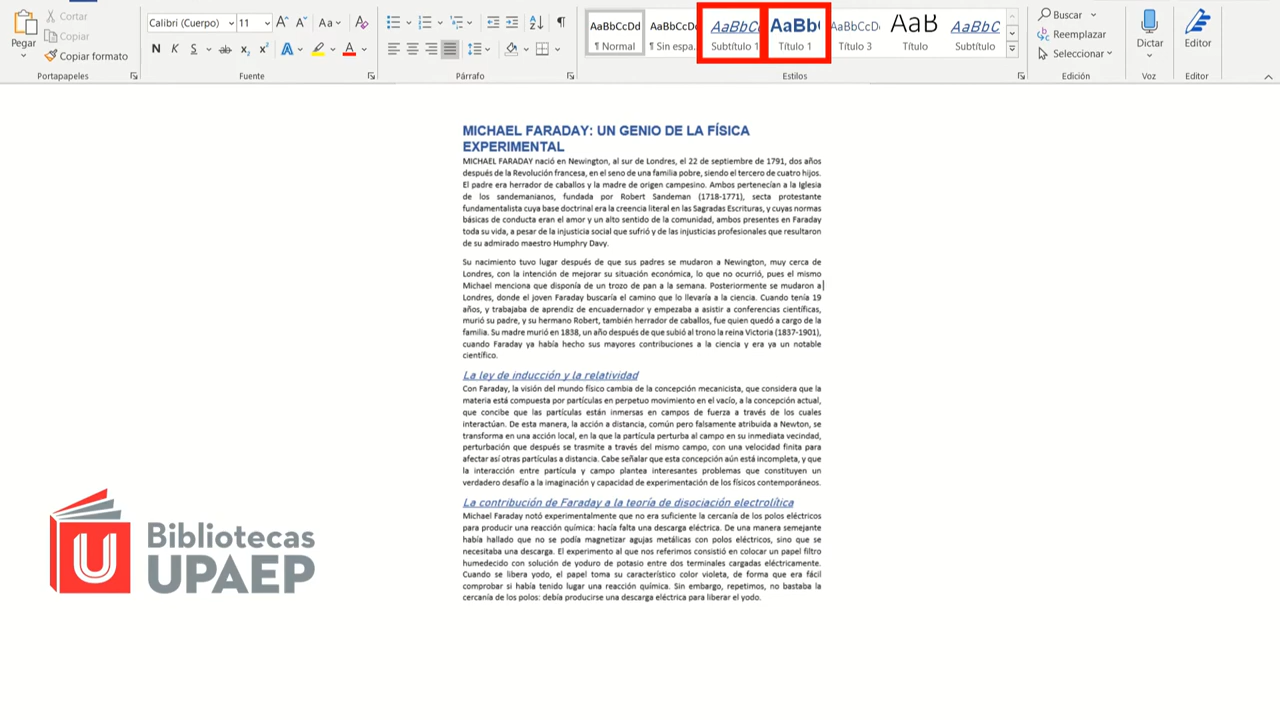 Pegar
Cortar
Copiar
Copiar formato
Portapapeles
Calibri (Cuerpo)
11
Aa
N K S ab x₂ x² A A
Fuente
Párrafo
AaBbCcDd
¶ Normal
AaBbCcDc
¶ Sin espa...
AaBbC
Subtítulo 1
AaBb
Título 1
AaBbCcD
Título 3
AaB
Título
AaBbC
Subtítulo
Estilos
Buscar
Reemplazar
Seleccionar
Edición
Dictar
Voz
Editor
Editor
MICHAEL FARADAY: UN GENIO DE LA FÍSICA
EXPERIMENTAL
MICHAEL FARADAY nació en Newington, al sur de Londres, el 22 de septiembre de 1791, dos años
después de la Revolución francesa, en el seno de una familia pobre, siendo el tercero de cuatro hijos.
El padre era herrador de caballos y la madre de origen campesino. Ambos pertenecían a la Iglesia
de los sandemanianos, fundada por Robert Sandeman (1718-1771), secta protestante
fundamentalista cuya base doctrinal era la creencia literal en las Sagradas Escrituras, y cuyas normas
básicas de conducta eran el amor y un alto sentido de la comunidad, ambos presentes en Faraday
toda su vida, a pesar de la injusticia social que sufrió y de las injusticias profesionales que resultaron
de su admirado maestro Humphry Davy.
Su nacimiento tuvo lugar después de que sus padres se mudaron a Newington, muy cerca de
Londres, con la intención de mejorar su situación económica, lo que no ocurrió, pues el mismo
Michael menciona que disponía de un trozo de pan a la semana. Posteriormente se mudaron a
Londres, donde el joven Faraday buscaría el camino que lo llevaría a la ciencia. Cuando tenía 19
años, y trabajaba de aprendiz de encuadernador y empezaba a asistir a conferencias científicas,
murió su padre, y su hermano Robert, también herrador de caballos, fue quien quedó a cargo de la
familia. Su madre murió en 1838, un año después de que subió al trono la reina Victoria (1837-1901),
cuando Faraday ya había hecho sus mayores contribuciones a la ciencia y era ya un notable
científico.
La ley de inducción y la relatividad
Con Faraday, la visión del mundo físico cambia de la concepción mecanicista, que considera que la
materia está compuesta por partículas en perpetuo movimiento en el vacío, a la concepción actual,
que concibe que las partículas están inmersas en campos de fuerza a través de los cuales
interactúan. De esta manera, la acción a distancia, común pero falsamente atribuida a Newton, se
transforma en una acción local, en la que la partícula perturba al campo en su inmediata vecindad,
perturbación que después se trasmite a través del mismo campo, con una velocidad finita para
afectar así otras partículas a distancia. Cabe señalar que esta concepción aún está incompleta, y que
la interacción entre partícula y campo plantea interesantes problemas que constituyen un
verdadero desafío a la imaginación y capacidad de experimentación de los físicos contemporáneos.
La contribución de Faraday a la teoría de disociación electrolítica
Michael Faraday notó experimentalmente que no era suficiente la cercanía de los polos eléctricos
para producir una reacción química: hacía falta una descarga eléctrica. De una manera semejante
había hallado que no se podía magnetizar agujas metálicas con polos eléctricos, sino que se
necesitaba una descarga. El experimento al que nos referimos consistió en colocar un papel filtro
humedecido con solución de yoduro de potasio entre dos terminales cargadas eléctricamente.
Cuando se libera yodo, el papel toma su característico color violeta, de forma que era fácil
comprobar si había tenido lugar una reacción química. Sin embargo, repetimos, no bastaba la
cercanía de los polos: debía producirse una descarga eléctrica para liberar el yodo.
Bibliotecas
UPAEP